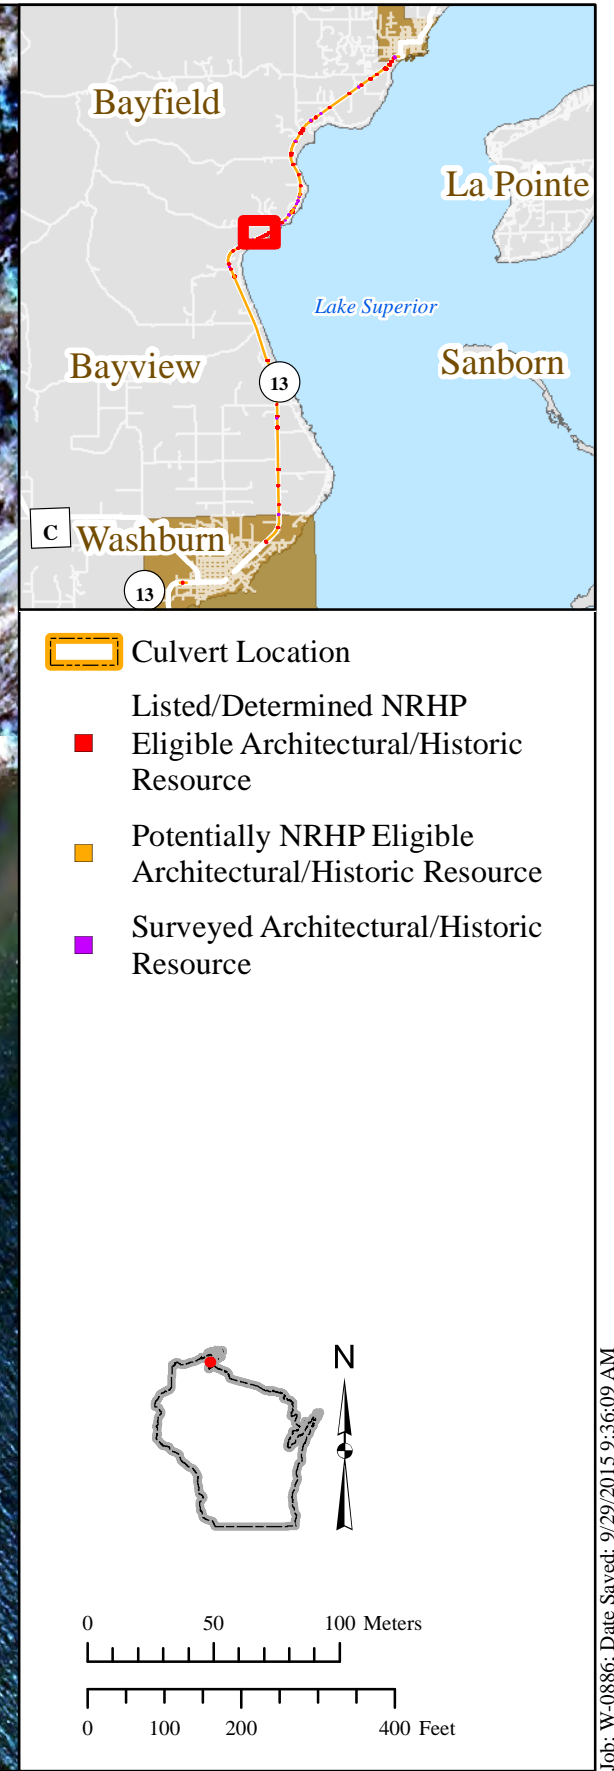 Bayfield
La Pointe
Lake Superior
Bayview
Sanborn
13
C
Washburn
13
Culvert Location
Listed/Determined NRHP
Eligible Architectural/Historic
Resource
Potentially NRHP Eligible
Architectural/Historic Resource
Surveyed Architectural/Historic
Resource
N
0 50 100 Meters
0 100 200 400 Feet
Job: W-0886; Date Saved: 9/29/2015 9:36:09 AM